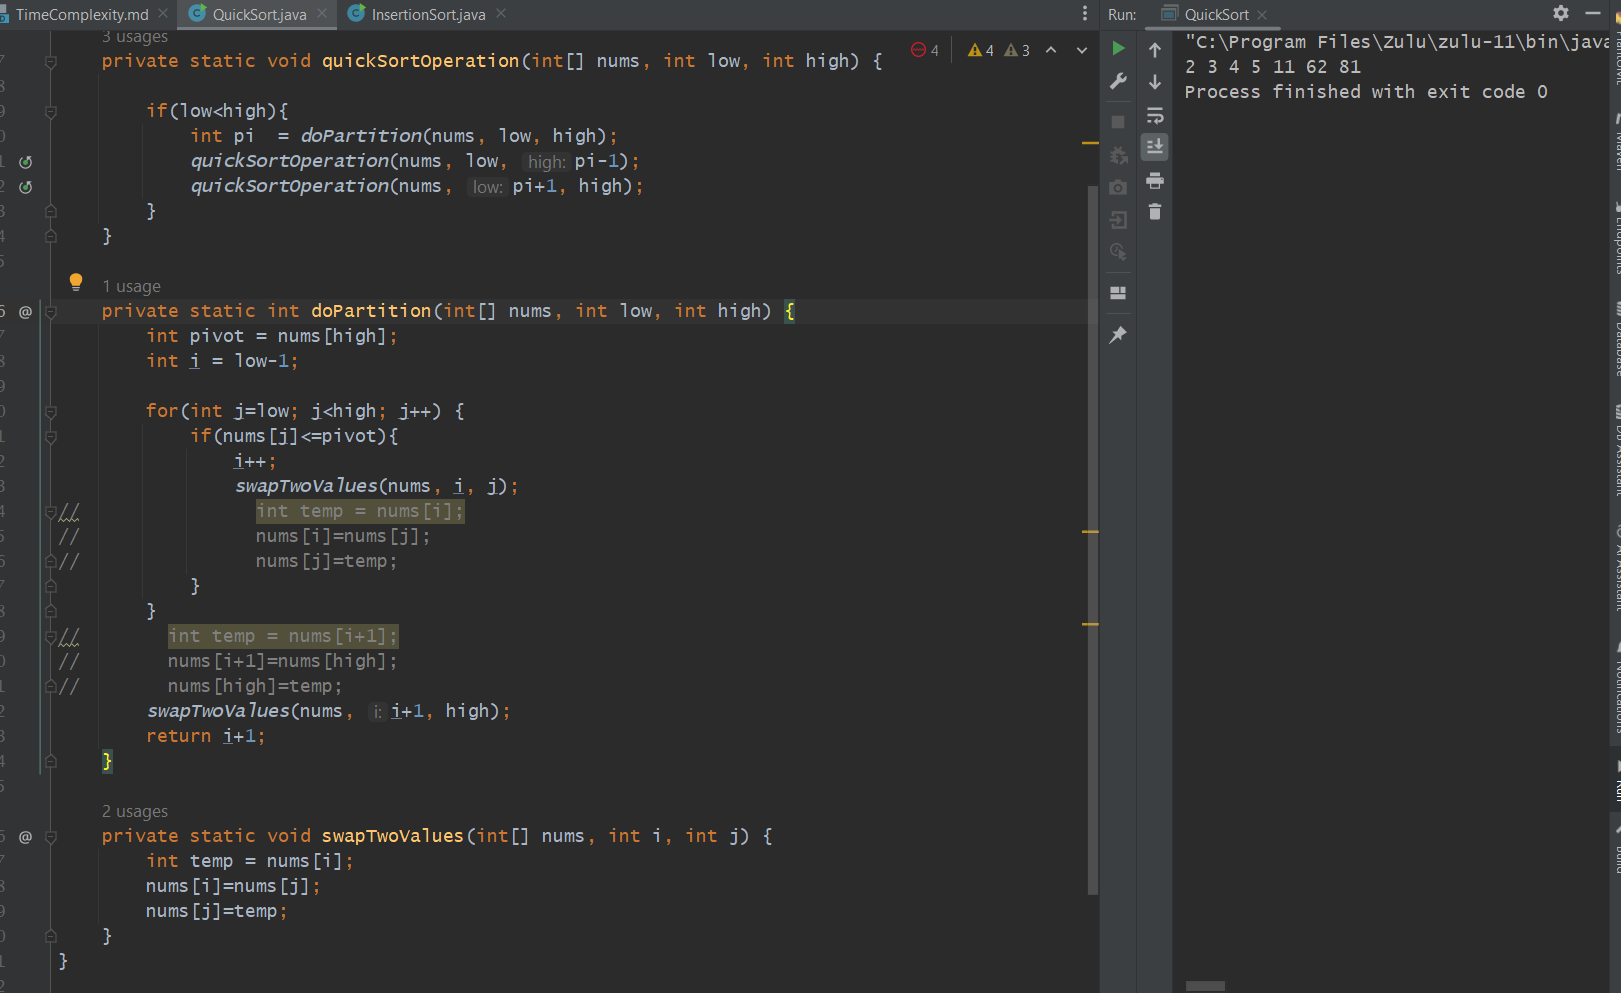 TimeComplexity.md
QuickSort.java
InsertionSort.java
Run:
QuickSort
3 usages
4 4 3
private static void quickSortOperation(int[] nums, int low, int high) {
if(low<high){
int pi  = doPartition(nums, low, high);
quickSortOperation(nums, low, high: pi-1);
quickSortOperation(nums, low: pi+1, high);
}
}
1 usage
private static int doPartition(int[] nums, int low, int high) {
int pivot = nums[high];
int i = low-1;
for(int j=low; j<high; j++) {
if(nums[j]<=pivot){
i++;
swapTwoValues(nums, i, j);
// int temp = nums[i];
// nums[i]=nums[j];
// nums[j]=temp;
}
}
// int temp = nums[i+1];
// nums[i+1]=nums[high];
// nums[high]=temp;
swapTwoValues(nums, i: i+1, high);
return i+1;
}
2 usages
private static void swapTwoValues(int[] nums, int i, int j) {
int temp = nums[i];
nums[i]=nums[j];
nums[j]=temp;
}
}
"C:\Program Files\Zulu\zulu-11\bin\java
2 3 4 5 11 62 81
Process finished with exit code 0